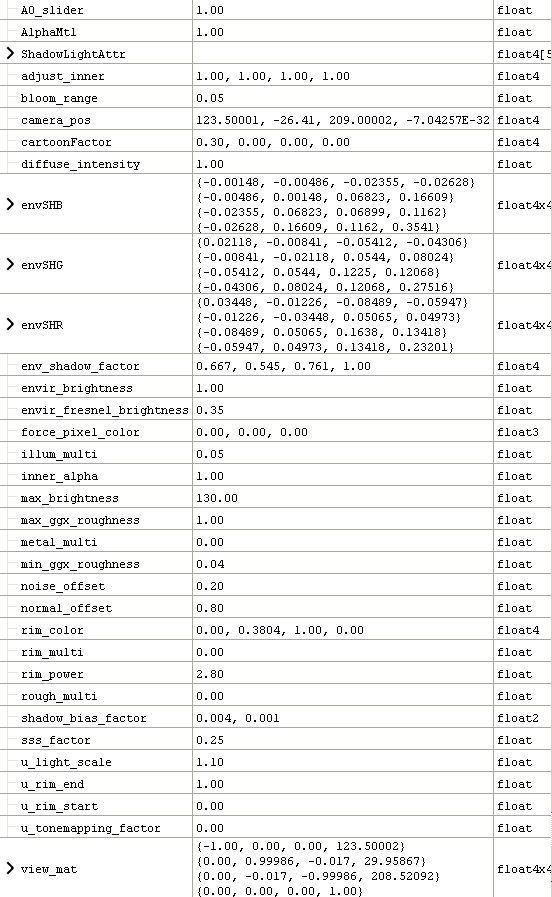 A0_slider 1.00 float
AlphaMtl 1.00 float
ShadowLightAttr float4[5
adjust_inner 1.00, 1.00, 1.00, 1.00 float4
bloom_range 0.05 float
camera_pos 123.50001, -26.41, 209.00002, -7.04257E-32 float4
cartoonFactor 0.30, 0.00, 0.00, 0.00 float4
diffuse_intensity 1.00 float
{-0.00148, -0.00486, -0.02355, -0.02628}
envSHB {-0.00486, 0.00148, 0.06823, 0.16609} float4x4
{-0.02355, 0.06823, 0.06899, 0.1162}
{-0.02628, 0.16609, 0.1162, 0.3541}
{0.02118, -0.00841, -0.05412, -0.04306}
envSHG {-0.00841, -0.02118, 0.0544, 0.08024} float4x4
{-0.05412, 0.0544, 0.1225, 0.12068}
{-0.04306, 0.08024, 0.12068, 0.27516}
{0.03448, -0.01226, -0.08489, -0.05947}
envSHR {-0.01226, -0.03448, 0.05065, 0.04973} float4x4
{-0.08489, 0.05065, 0.1638, 0.13418}
{-0.05947, 0.04973, 0.13418, 0.23201}
env_shadow_factor 0.667, 0.545, 0.761, 1.00 float4
envir_brightness 1.00 float
envir_fresnel_brightness 0.35 float
force_pixel_color 0.00, 0.00, 0.00 float3
illum_multi 0.05 float
inner_alpha 1.00 float
max_brightness 130.00 float
max_ggx_roughness 1.00 float
metal_multi 0.00 float
min_ggx_roughness 0.04 float
noise_offset 0.20 float
normal_offset 0.80 float
rim_color 0.00, 0.3804, 1.00, 0.00 float4
rim_multi 0.00 float
rim_power 2.80 float
rough_multi 0.00 float
shadow_bias_factor 0.004, 0.001 float2
sss_factor 0.25 float
u_light_scale 1.10 float
u_rim_end 1.00 float
u_rim_start 0.00 float
u_tonemapping_factor 0.00 float
{-1.00, 0.00, 0.00, 123.50002}
view_mat {0.00, 0.99986, -0.017, 29.95867} float4x4
{0.00, -0.017, -0.99986, 208.52092}
{0.00, 0.00, 0.00, 1.00}